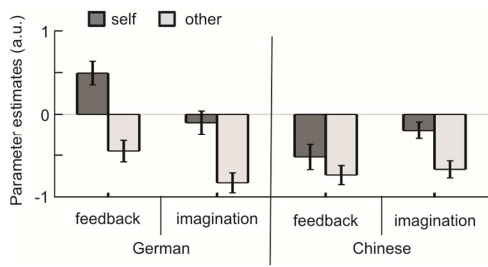 self other
Parameter estimates (a.u.)
1
0
-1
feedback imagination feedback imagination
German Chinese